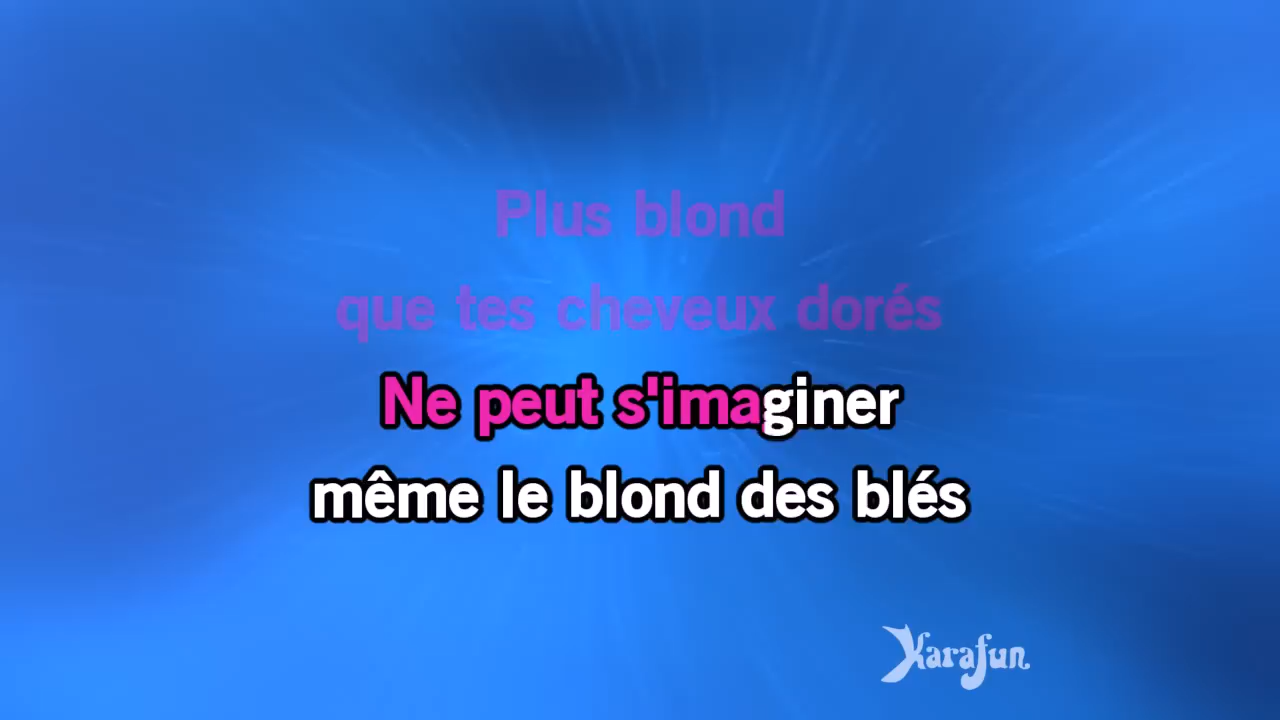 Plus blond
que tes cheveux dorés
Ne peut s'imaginer
même le blond des blés
Karafun